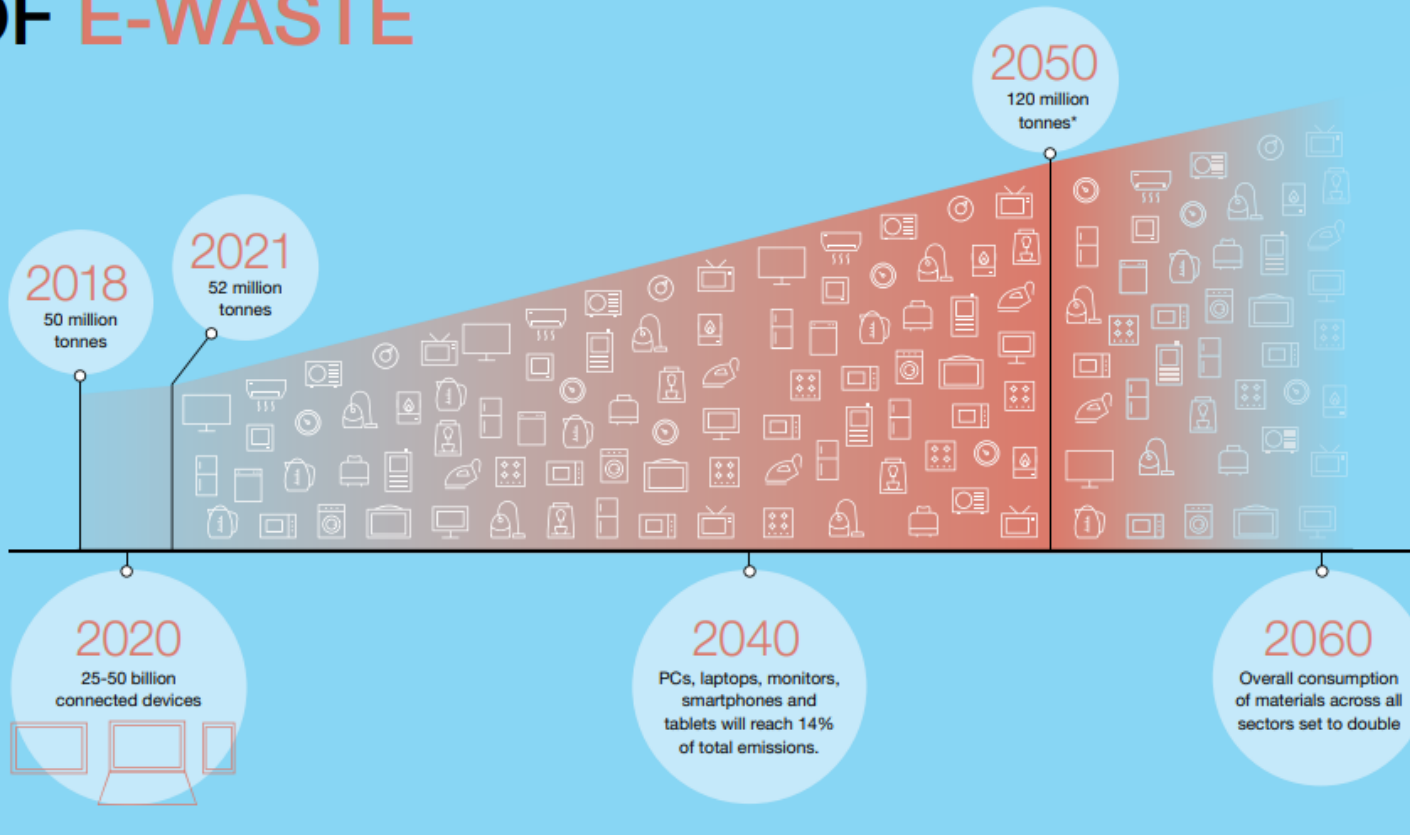 OF E-WASTE
2050
120 million
tonnes*
2021
52 million
tonnes
2018
50 million
tonnes
2020
25-50 billion
connected devices
2040
PCs, laptops, monitors,
smartphones and
tablets will reach 14%
of total emissions.
2060
Overall consumption
of materials across all
sectors set to double